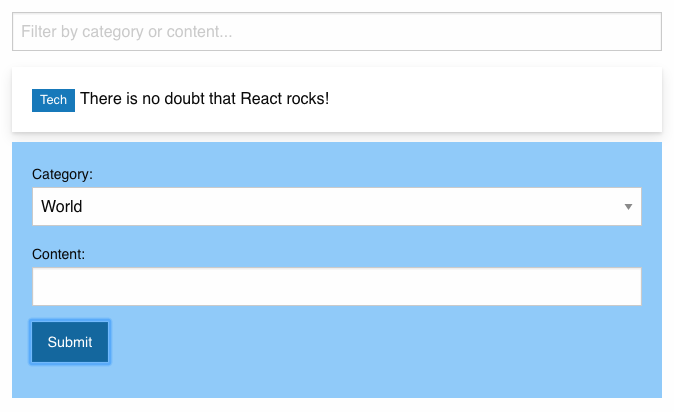 Filter by category or content...
Tech There is no doubt that React rocks!
Category:
World
Content:
Submit